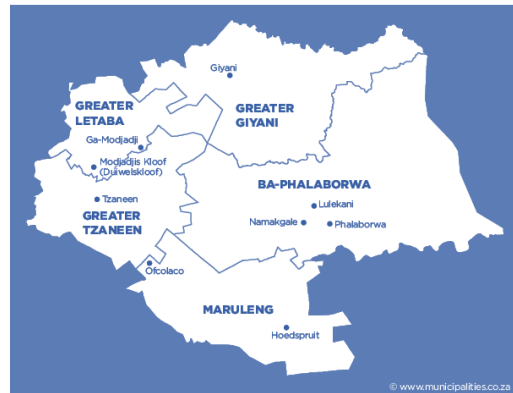 Giyani
GREATER
LETABA
GREATER
GIYANI
Ga-Modjadji
Modjadjis Kloof
(Duiwelskloof)
BA-PHALABORWA
Tzaneen
Lulekani
GREATER
TZANEEN
Namakgale
Phalaborwa
Ofcolaco
MARULENG
Hoedspruit
© www.municipalities.co.za